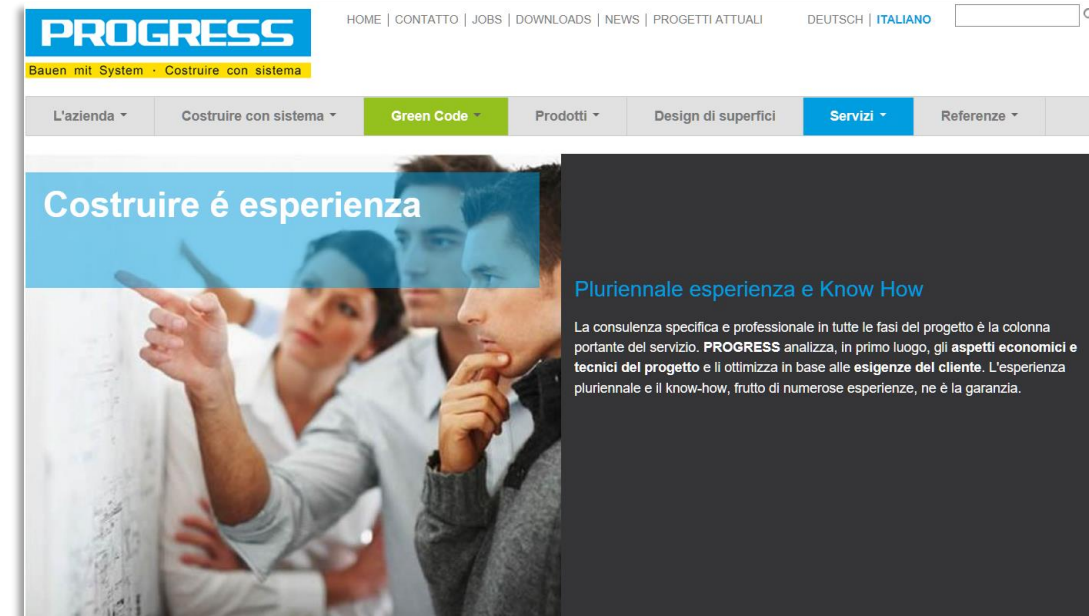 PROGRESS
Bauen mit System · Costruire con sistema
HOME | CONTATTO | JOBS | DOWNLOADS | NEWS | PROGETTI ATTUALI
DEUTSCH | ITALIANO
L'azienda
Costruire con sistema
Green Code
Prodotti
Design di superfici
Servizi
Referenze
Costruire é esperienza
Pluriennale esperienza e Know How
La consulenza specifica e professionale in tutte le fasi del progetto è la colonna
portante del servizio. PROGRESS analizza, in primo luogo, gli aspetti economici e
tecnici del progetto e li ottimizza in base alle esigenze del cliente. L'esperienza
pluriennale e il know-how, frutto di numerose esperienze, ne è la garanzia.